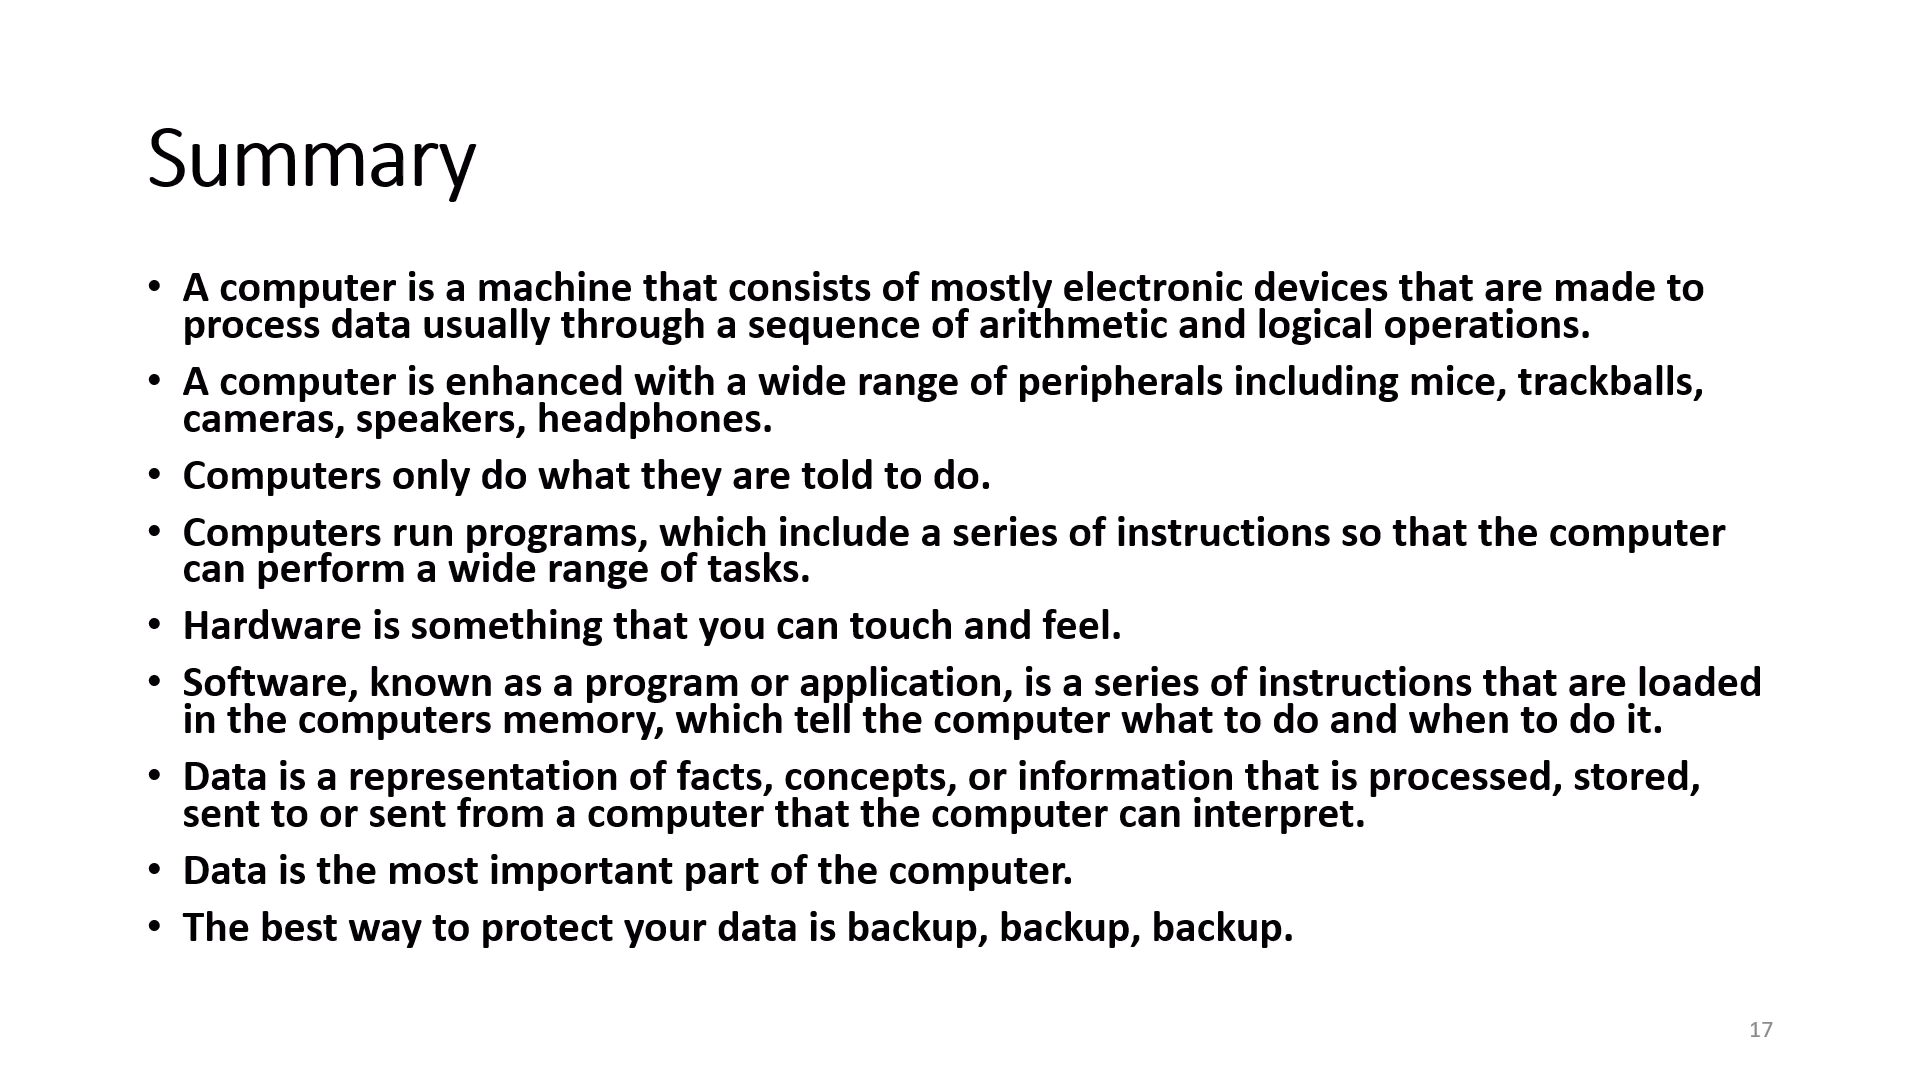 Summary
• A computer is a machine that consists of mostly electronic devices that are made to
process data usually through a sequence of arithmetic and logical operations.
• A computer is enhanced with a wide range of peripherals including mice, trackballs,
cameras, speakers, headphones.
• Computers only do what they are told to do.
• Computers run programs, which include a series of instructions so that the computer
can perform a wide range of tasks.
• Hardware is something that you can touch and feel.
• Software, known as a program or application, is a series of instructions that are loaded
in the computers memory, which tell the computer what to do and when to do it.
• Data is a representation of facts, concepts, or information that is processed, stored,
sent to or sent from a computer that the computer can interpret.
• Data is the most important part of the computer.
• The best way to protect your data is backup, backup, backup.
17